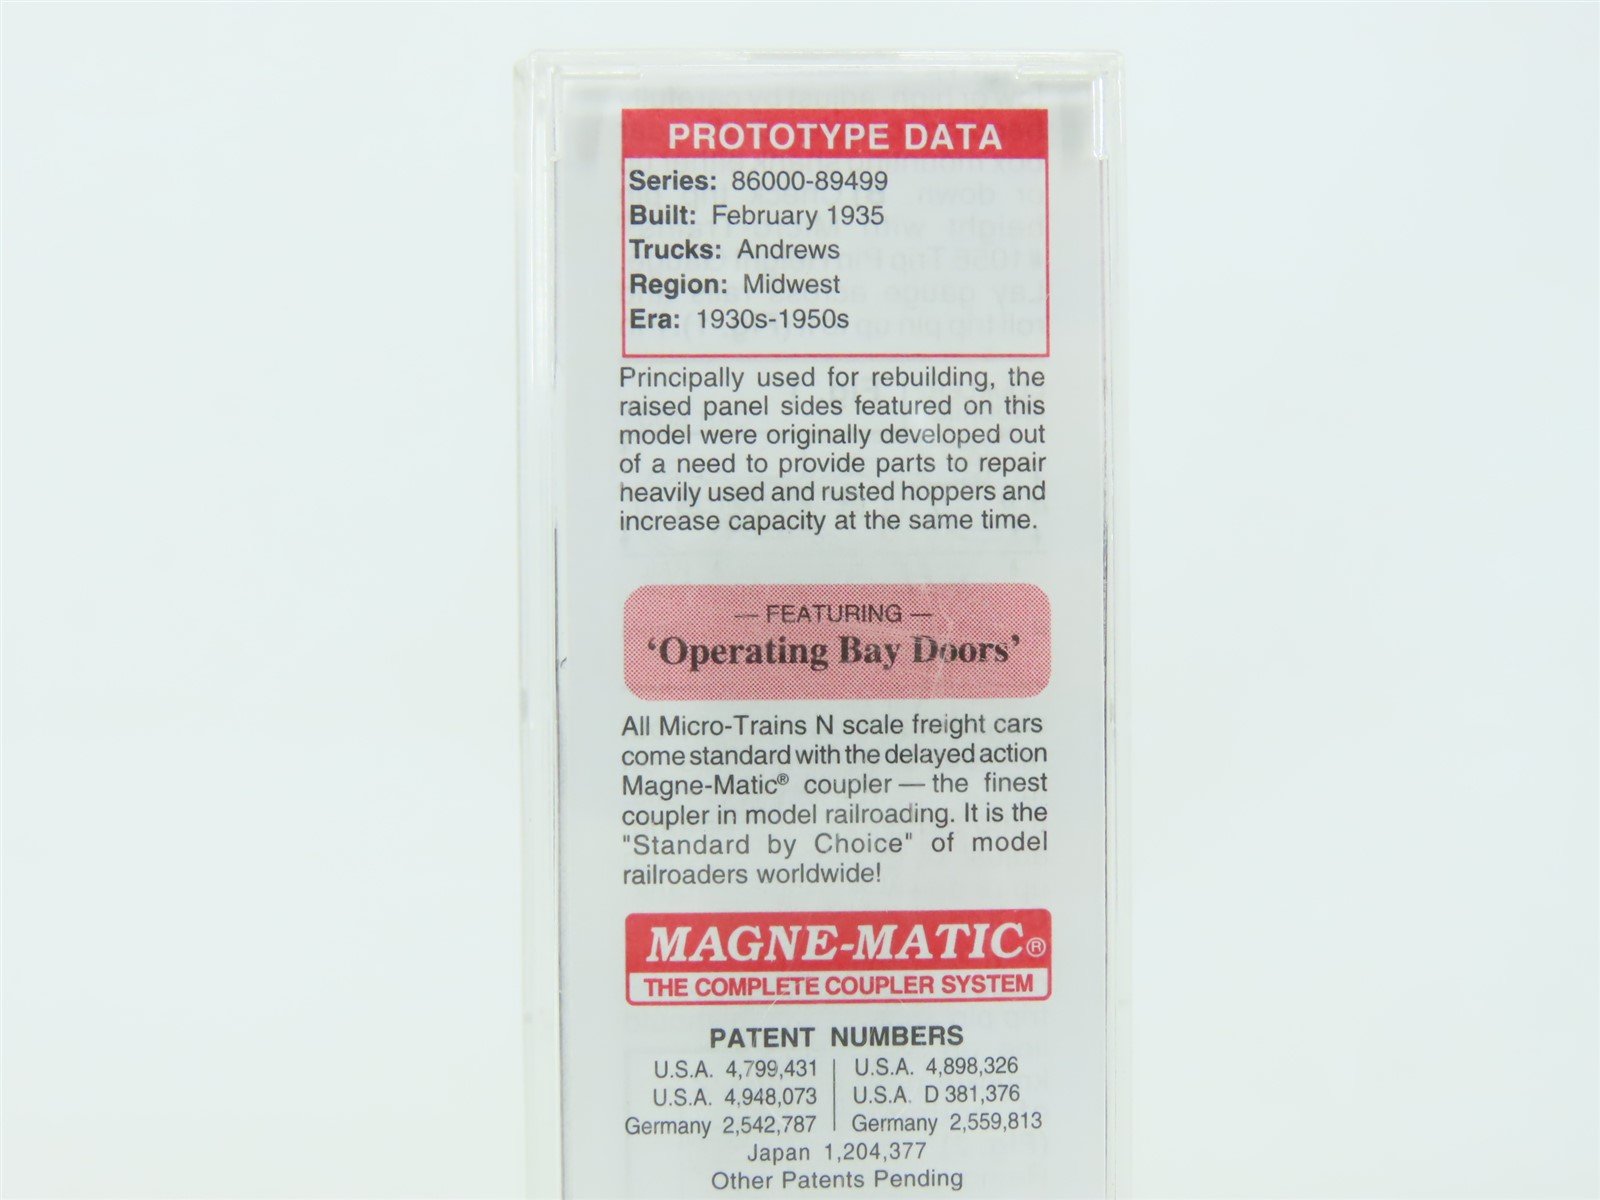 PROTOTYPE DATA
Series: 86000-89499
Built: February 1935
Trucks: Andrews
Region: Midwest
Era: 1930s-1950s
Principally used for rebuilding, the
raised panel sides featured on this
model were originally developed out
of a need to provide parts to repair
heavily used and rusted hoppers and
increase capacity at the same time.
— FEATURING —
‘Operating Bay Doors’
All Micro-Trains N scale freight cars
come standard with the delayed action
Magne-Matic® coupler — the finest
coupler in model railroading. It is the
"Standard by Choice" of model
railroaders worldwide!
MAGNE-MATIC®
THE COMPLETE COUPLER SYSTEM
PATENT NUMBERS
U.S.A. 4,799,431 | U.S.A. 4,898,326
U.S.A. 4,948,073 | U.S.A. D 381,376
Germany 2,542,787 | Germany 2,559,813
Japan 1,204,377
Other Patents Pending